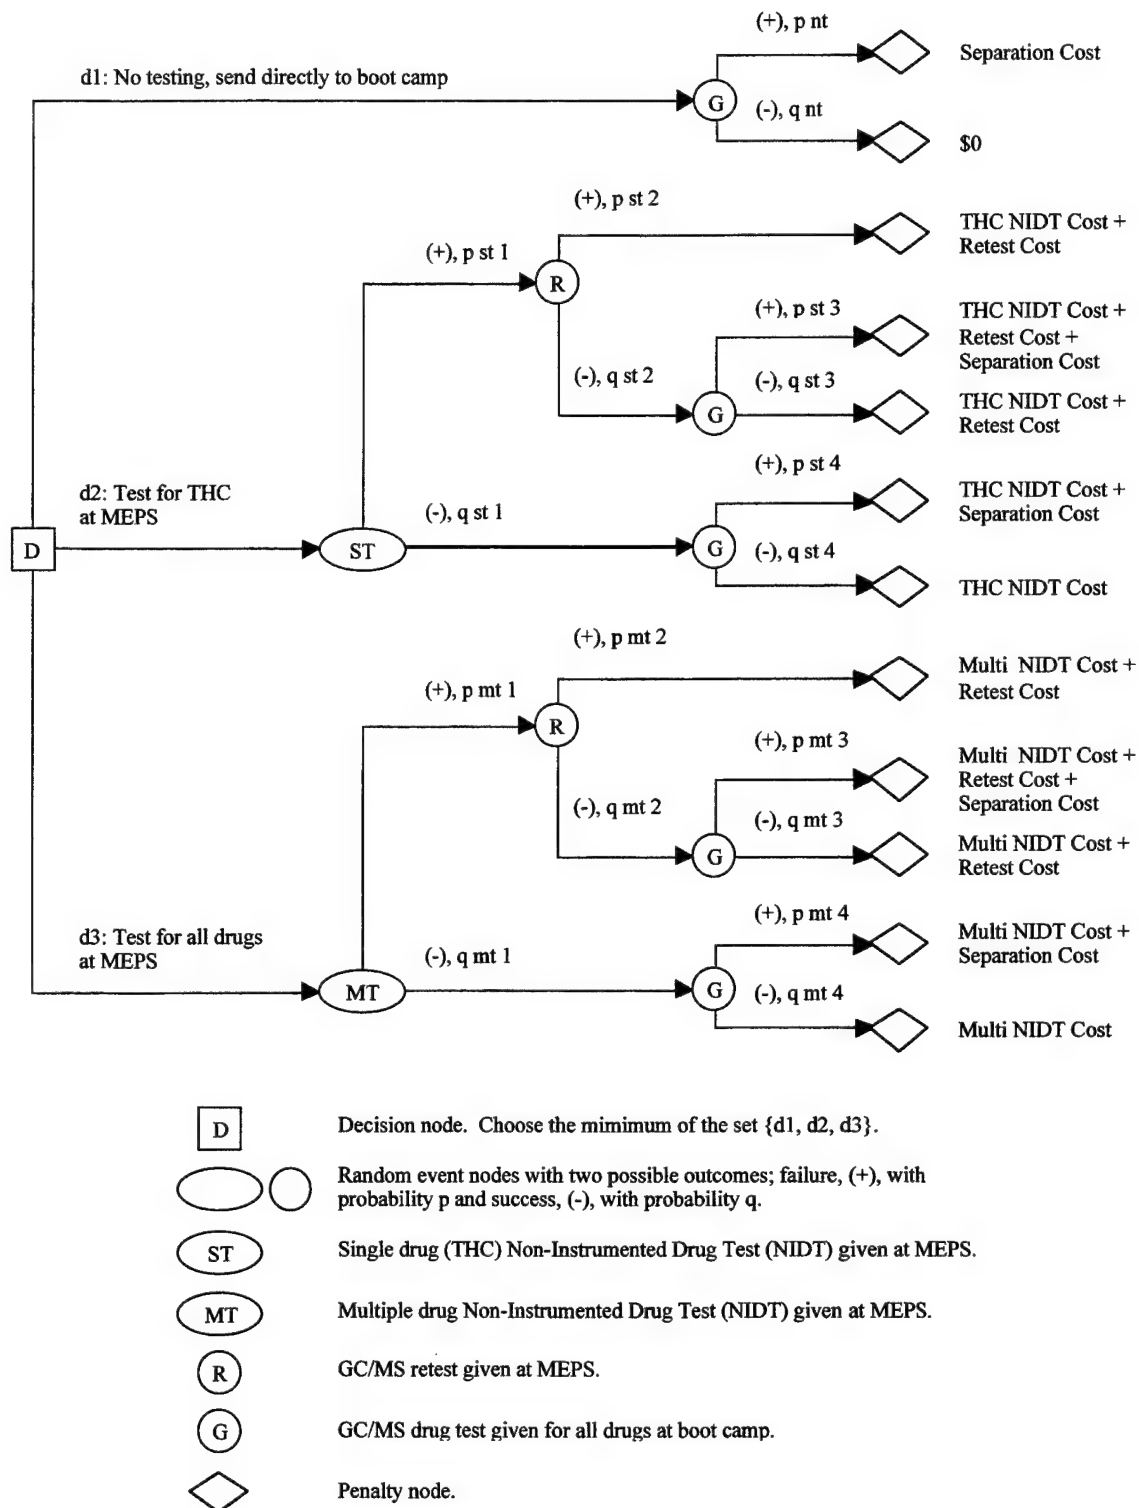 (+), p nt
Separation Cost
d1: No testing, send directly to boot camp
G
(-), q nt
$0
(+), p st 2
THC NIDT Cost +
Retest Cost
(+), p st 1
R
(+), p st 3
THC NIDT Cost +
Retest Cost +
Separation Cost
(-), q st 2
(-), q st 3
G
THC NIDT Cost +
Retest Cost
(+), p st 4
THC NIDT Cost +
Separation Cost
d2: Test for THC
at MEPS
(-), q st 1
D
ST
G
(-), q st 4
THC NIDT Cost
(+), p mt 2
Multi NIDT Cost +
Retest Cost
(+), p mt 1
R
(+), p mt 3
Multi NIDT Cost +
Retest Cost +
Separation Cost
(-), q mt 2
(-), q mt 3
G
Multi NIDT Cost +
Retest Cost
(+), p mt 4
Multi NIDT Cost +
Separation Cost
d3: Test for all drugs
at MEPS
(-), q mt 1
MT
G
(-), q mt 4
Multi NIDT Cost
D
Decision node. Choose the mimimum of the set {d1, d2, d3}.
Random event nodes with two possible outcomes; failure, (+), with
probability p and success, (-), with probability q.
ST
Single drug (THC) Non-Instrumented Drug Test (NIDT) given at MEPS.
MT
Multiple drug Non-Instrumented Drug Test (NIDT) given at MEPS.
R
GC/MS retest given at MEPS.
G
GC/MS drug test given for all drugs at boot camp.
Penalty node.